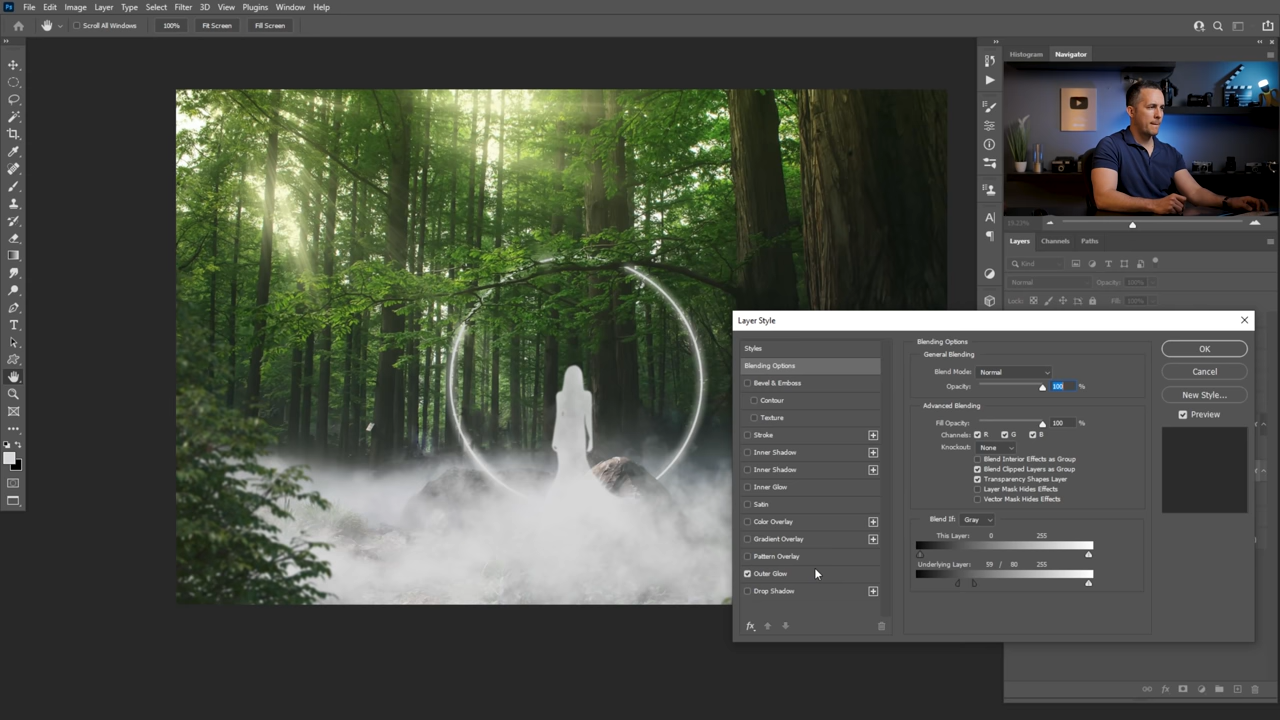 Ps File Edit Image Layer Type Select Filter 3D View Plugins Window Help
Scroll All Windows 100% Fit Screen Fill Screen
Histogram Navigator
Layers Channels Paths
Kind
Normal Opacity: 100%
Lock: Fill: 100%
Layer Style
Styles
Blending Options
Bevel & Emboss
Contour
Texture
Stroke
Inner Shadow
Inner Shadow
Inner Glow
Satin
Color Overlay
Gradient Overlay
Pattern Overlay
Outer Glow
Drop Shadow
fx
Blending Options
General Blending
Blend Mode: Normal
Opacity: 100 %
Advanced Blending
Fill Opacity: 100 %
Channels: R G B
Knockout: None
Blend Interior Effects as Group
Blend Clipped Layers as Group
Transparency Shapes Layer
Layer Mask Hides Effects
Vector Mask Hides Effects
Blend If: Gray
This Layer: 0 255
Underlying Layer: 59 / 80 255
OK
Cancel
New Style...
Preview
fx